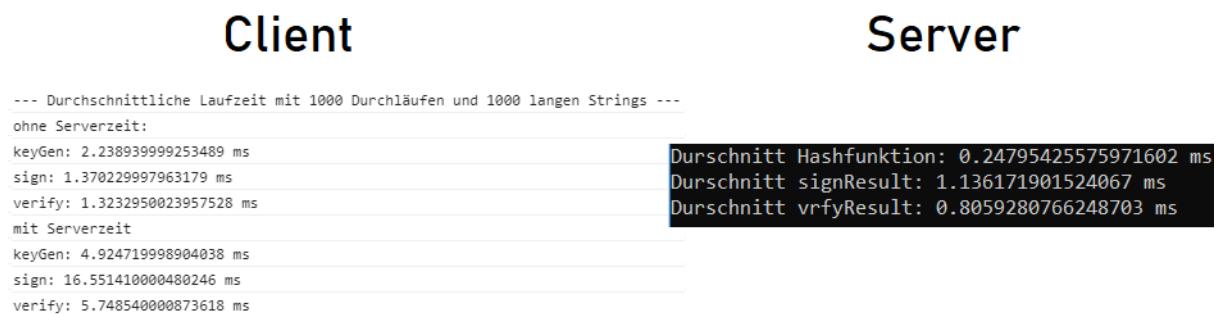 Client
Server
--- Durchschnittliche Laufzeit mit 1000 Durchläufen und 1000 langen Strings ---
ohne Serverzeit:
keyGen: 2.238939999253489 ms
sign: 1.370229997963179 ms
verify: 1.3232950023957528 ms
mit Serverzeit
keyGen: 4.924719998904038 ms
sign: 16.551410000480246 ms
verify: 5.748540000873618 ms
Durschnitt Hashfunktion: 0.24795425575971602 ms
Durschnitt signResult: 1.136171901524067 ms
Durschnitt vrfyResult: 0.8059280766248703 ms